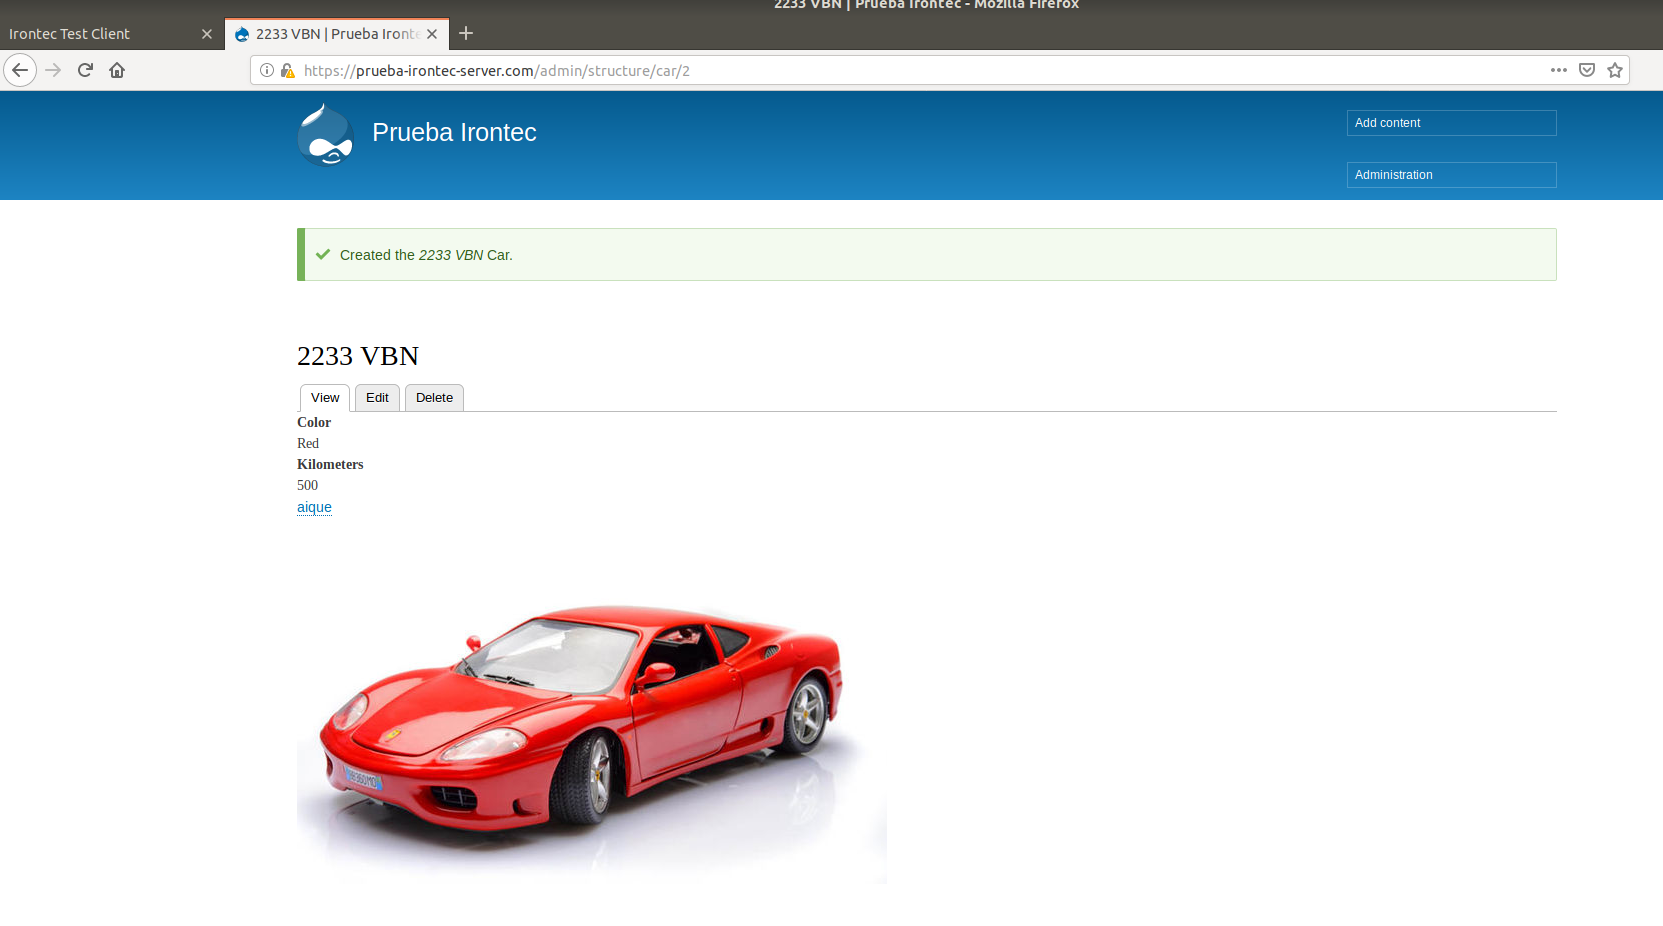 2233 VBN | Prueba Irontec - Mozilla Firefox
Irontec Test Client
2233 VBN | Prueba Ironte
https://prueba-irontec-server.com/admin/structure/car/2
Prueba Irontec
Add content
Administration
Created the 2233 VBN Car.
2233 VBN
View Edit Delete
Color
Red
Kilometers
500
aique